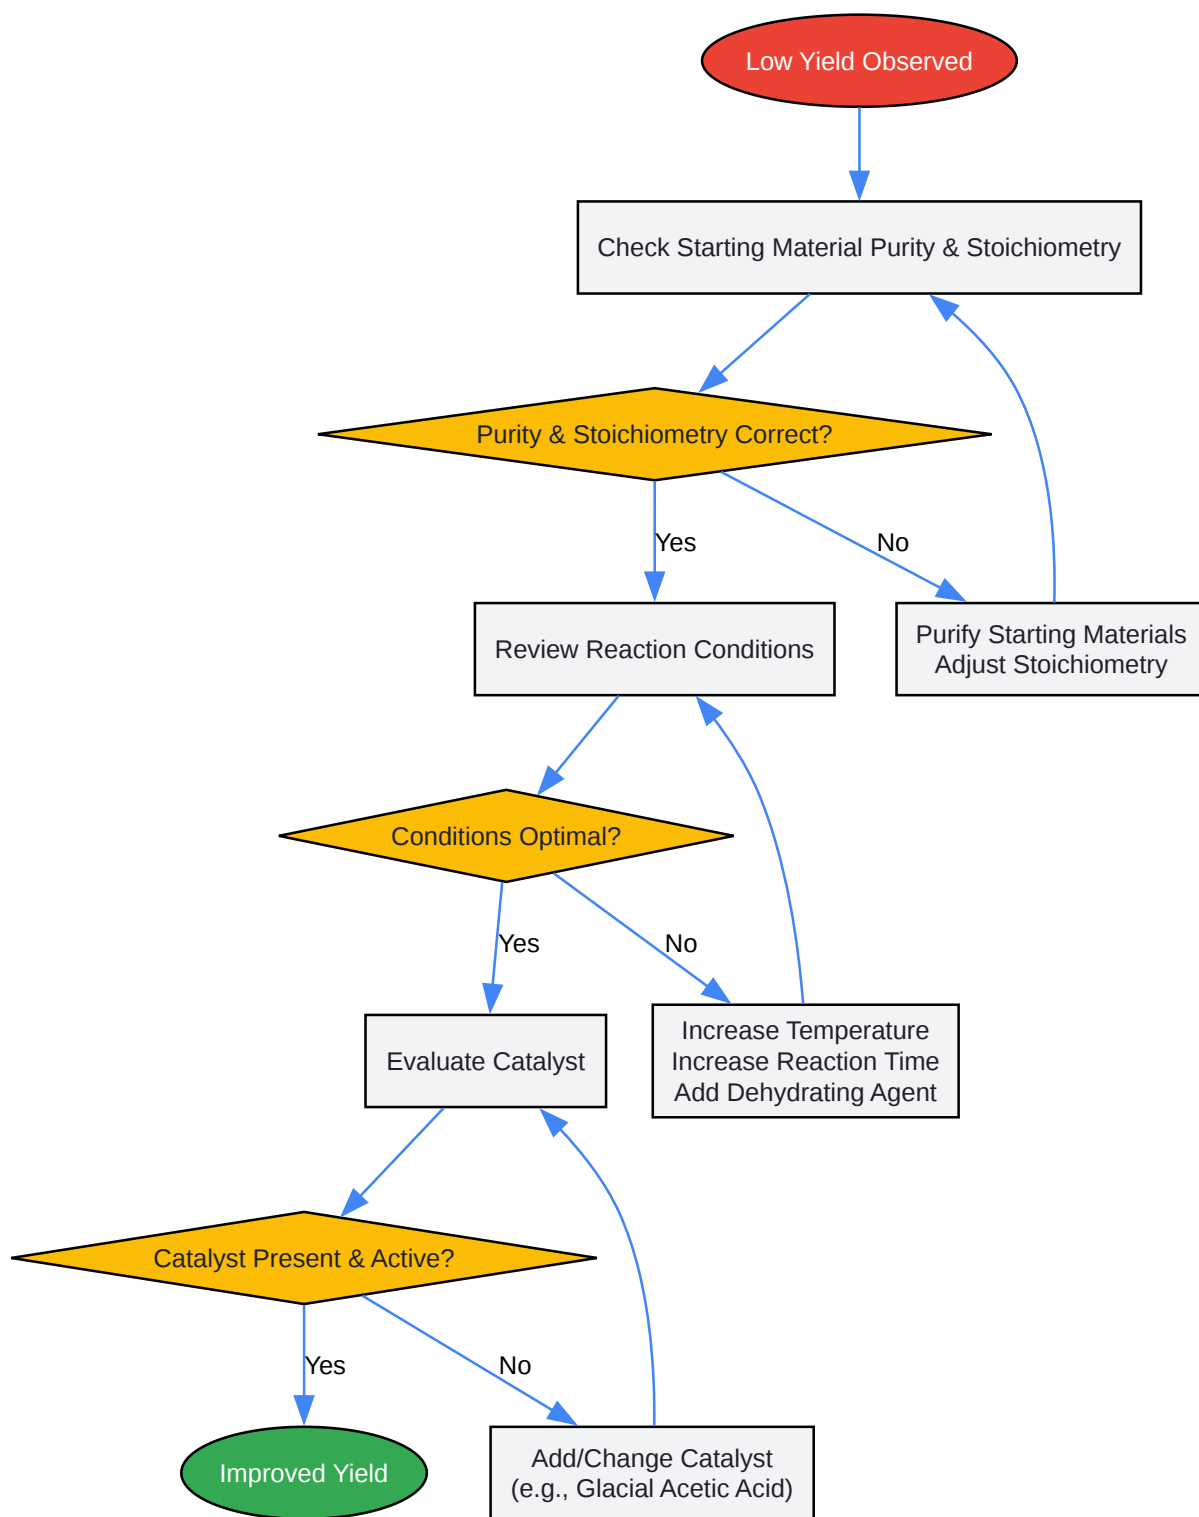 Low Yield Observed
Check Starting Material Purity & Stoichiometry
Purity & Stoichiometry Correct?
Yes
No
Review Reaction Conditions
Purify Starting Materials
Adjust Stoichiometry
Conditions Optimal?
Yes
No
Evaluate Catalyst
Increase Temperature
Increase Reaction Time
Add Dehydrating Agent
Catalyst Present & Active?
Yes
No
Improved Yield
Add/Change Catalyst
(e.g., Glacial Acetic Acid)